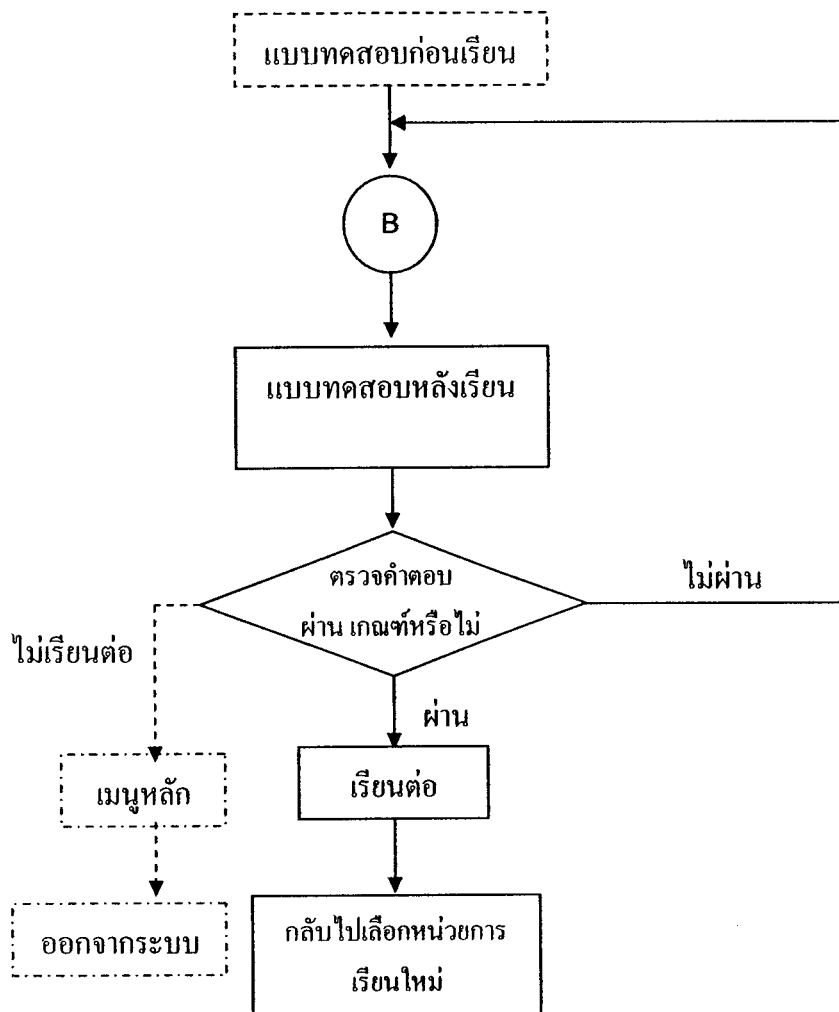 แบบทดสอบก่อนเรียน
B
แบบทดสอบหลังเรียน
ตรวจคำตอบ
ผ่าน เกณฑ์หรือไม่
ไม่ผ่าน
ไม่เรียนต่อ
ผ่าน
เมนูหลัก
เรียนต่อ
ออกจากระบบ
กลับไปเลือกหน่วยการ
เรียนใหม่